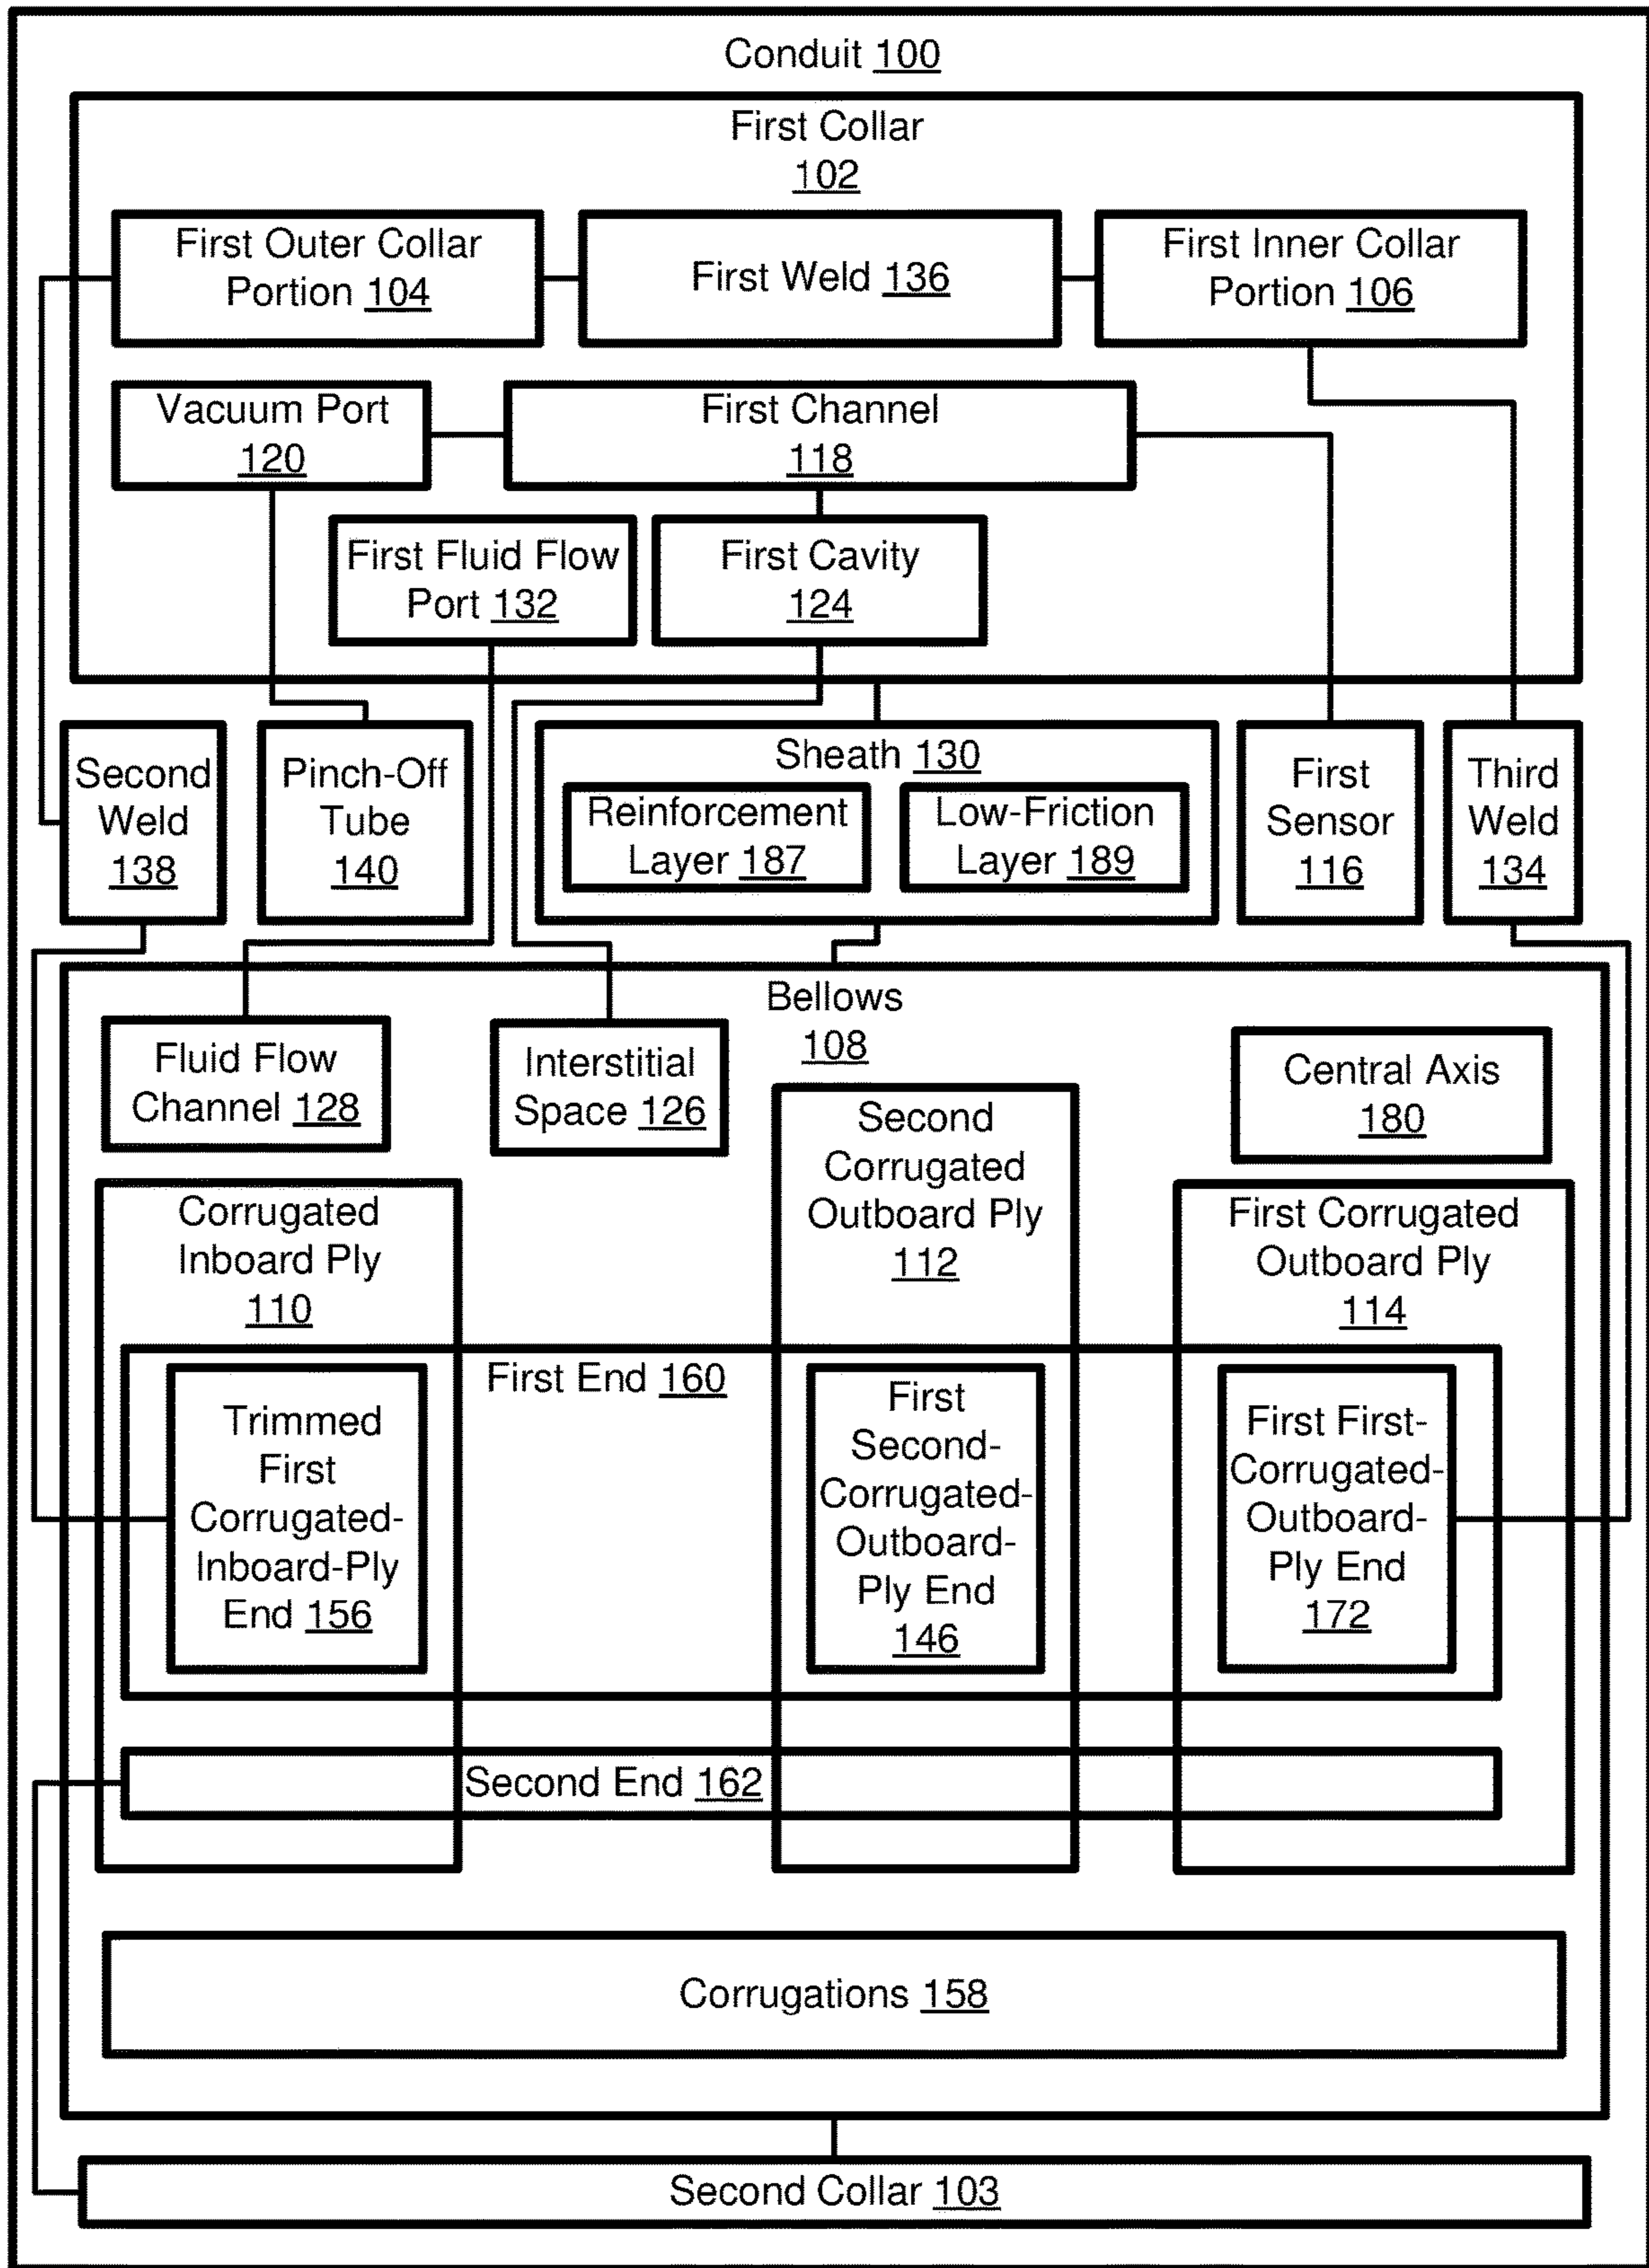 Conduit 100
First Collar
102
First Outer Collar
Portion 104
First Weld 136
First Inner Collar
Portion 106
Vacuum Port
120
First Channel
118
First Fluid Flow
Port 132
First Cavity
124
Second
Weld
138
Pinch-Off
Tube
140
Sheath 130
Reinforcement
Layer 187
Low-Friction
Layer 189
First
Sensor
116
Third
Weld
134
Bellows
108
Fluid Flow
Channel 128
Interstitial
Space 126
Central Axis
180
Corrugated
Inboard Ply
110
Second
Corrugated
Outboard Ply
112
First Corrugated
Outboard Ply
114
First End 160
Trimmed
First
Corrugated-
Inboard-Ply
End 156
First
Second-
Corrugated-
Outboard-
Ply End
146
First First-
Corrugated-
Outboard-
Ply End
172
Second End 162
Corrugations 158
Second Collar 103